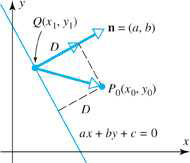 y
Q(x₁, y₁)
n = (a, b)
D
P₀(x₀, y₀)
D
ax + by + c = 0
x